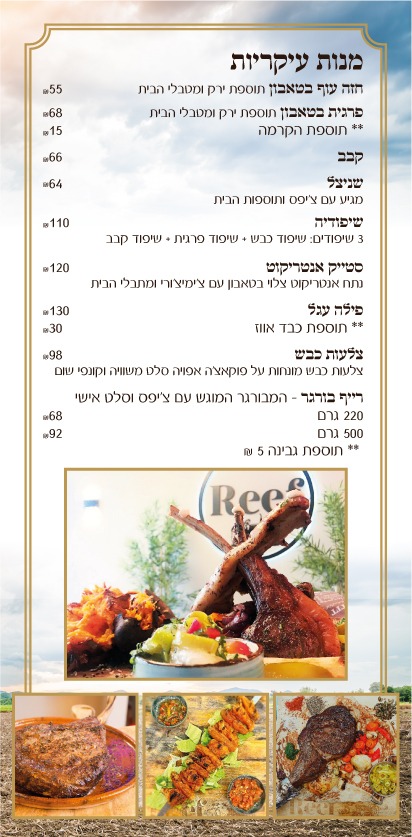 מנות עיקריות
חזה עוף בטאבון תוספת ירק ומטבלי הבית ₪55
פרגית בטאבון תוספת ירק ומטבלי הבית ₪68
** תוספת הקרמה ₪15
קבב ₪66
שניצל ₪64
מגיע עם צ'יפס ותוספות הבית
שיפודיה ₪110
3 שיפודים: שיפוד כבש + שיפוד פרגית + שיפוד קבב
סטייק אנטריקוט ₪120
נתח אנטריקוט צלוי בטאבון עם צ'ימיצ'ורי ומתבלי הבית
פילה עגל ₪130
** תוספת כבד אווז ₪30
צלעות כבש ₪98
צלעות כבש מונחות על פוקאצ'ה אפויה סלט משוויה וקונפי שום
רייף בורגר - המבורגר המוגש עם צ'יפס וסלט אישי
220 גרם ₪68
500 גרם ₪92
** תוספת גבינה 5 ₪
Reef